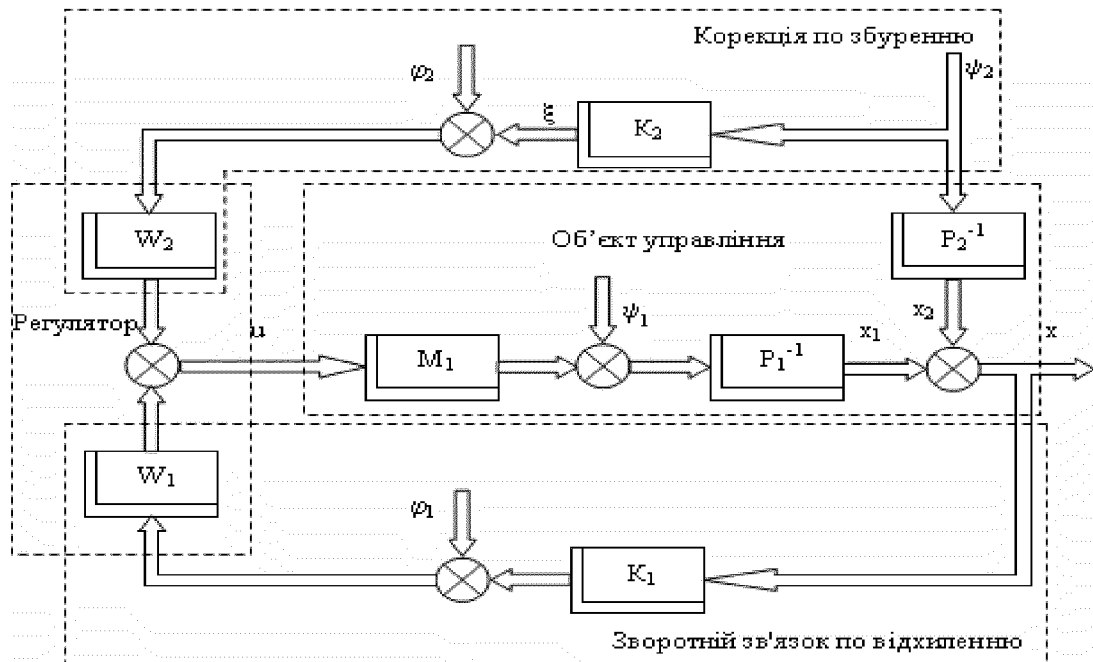 Корекція по збуренню
φ₂
ψ₂
ξ
K₂
W₂
Об’єкт управління
P₂⁻¹
Регулятор
u
ψ₁
x₂
x₁
x
M₁
P₁⁻¹
W₁
φ₁
K₁
Зворотній зв'язок по відхиленню